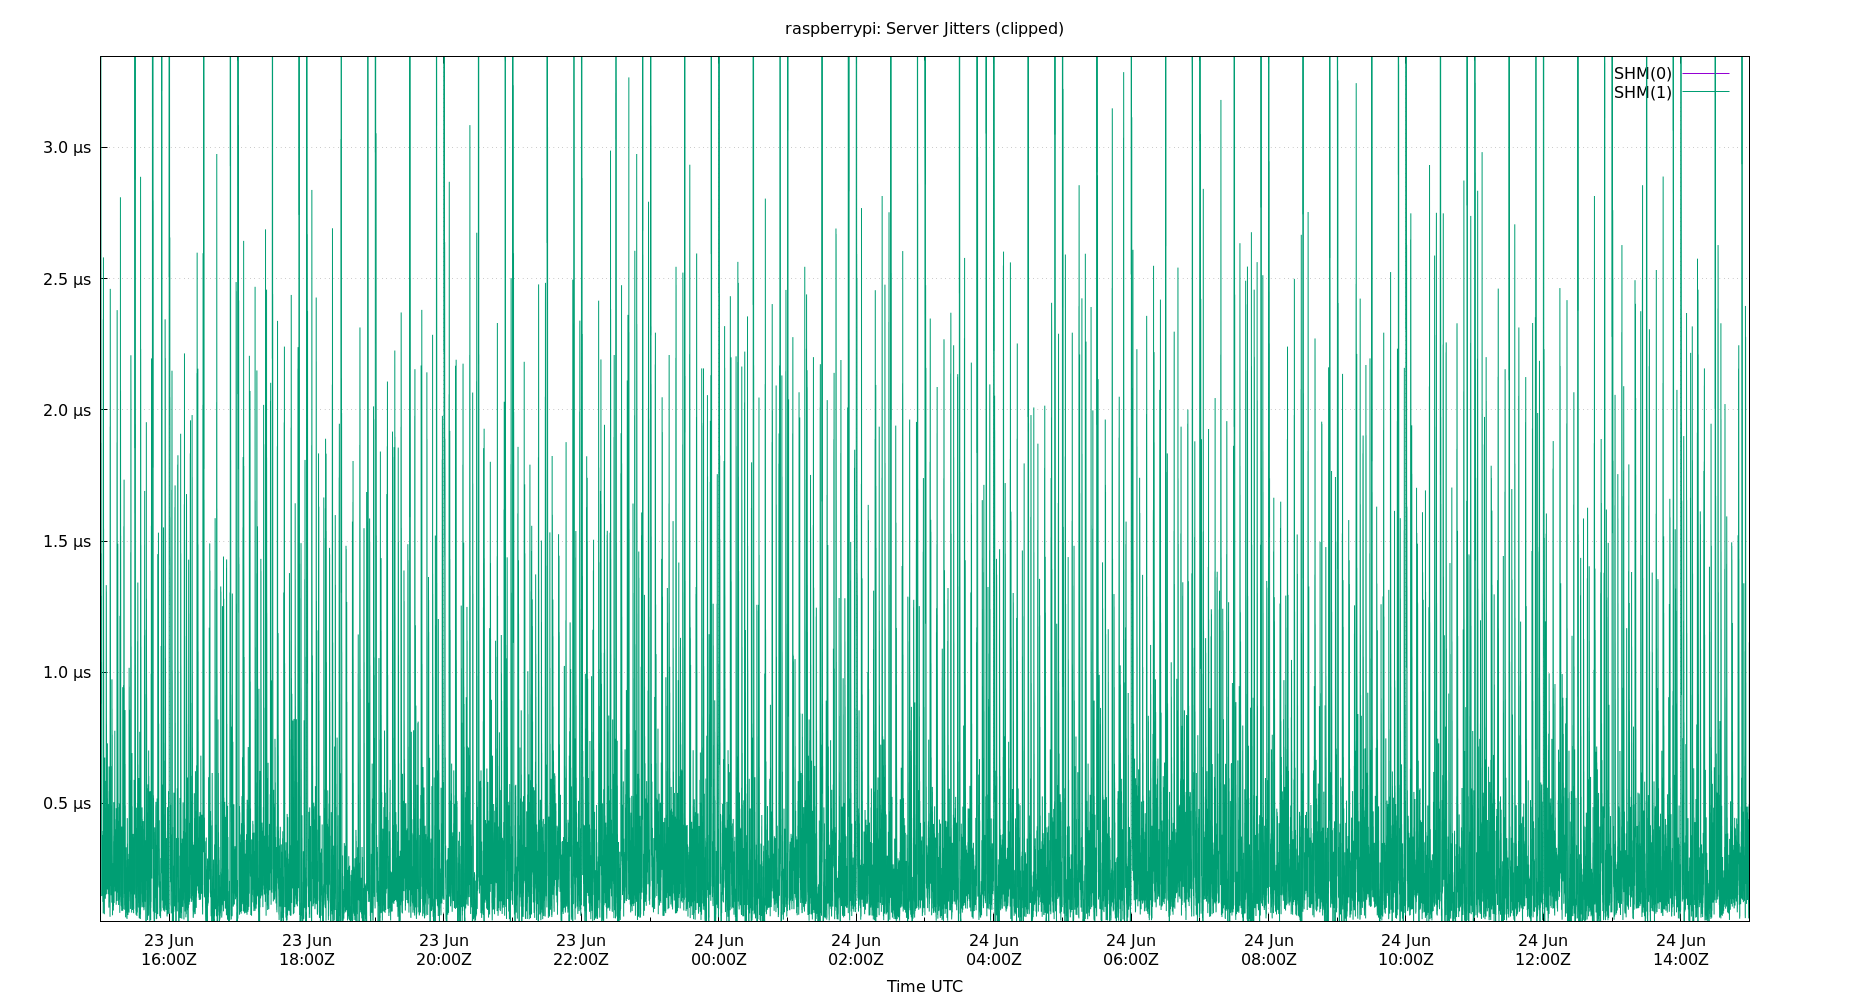 raspberrypi: Server Jitters (clipped)
SHM(0)
SHM(1)
3.0 µs
2.5 µs
2.0 µs
1.5 µs
1.0 µs
0.5 µs
23 Jun 23 Jun 23 Jun 23 Jun 24 Jun 24 Jun 24 Jun 24 Jun 24 Jun 24 Jun 24 Jun 24 Jun
16:00Z 18:00Z 20:00Z 22:00Z 00:00Z 02:00Z 04:00Z 06:00Z 08:00Z 10:00Z 12:00Z 14:00Z
Time UTC